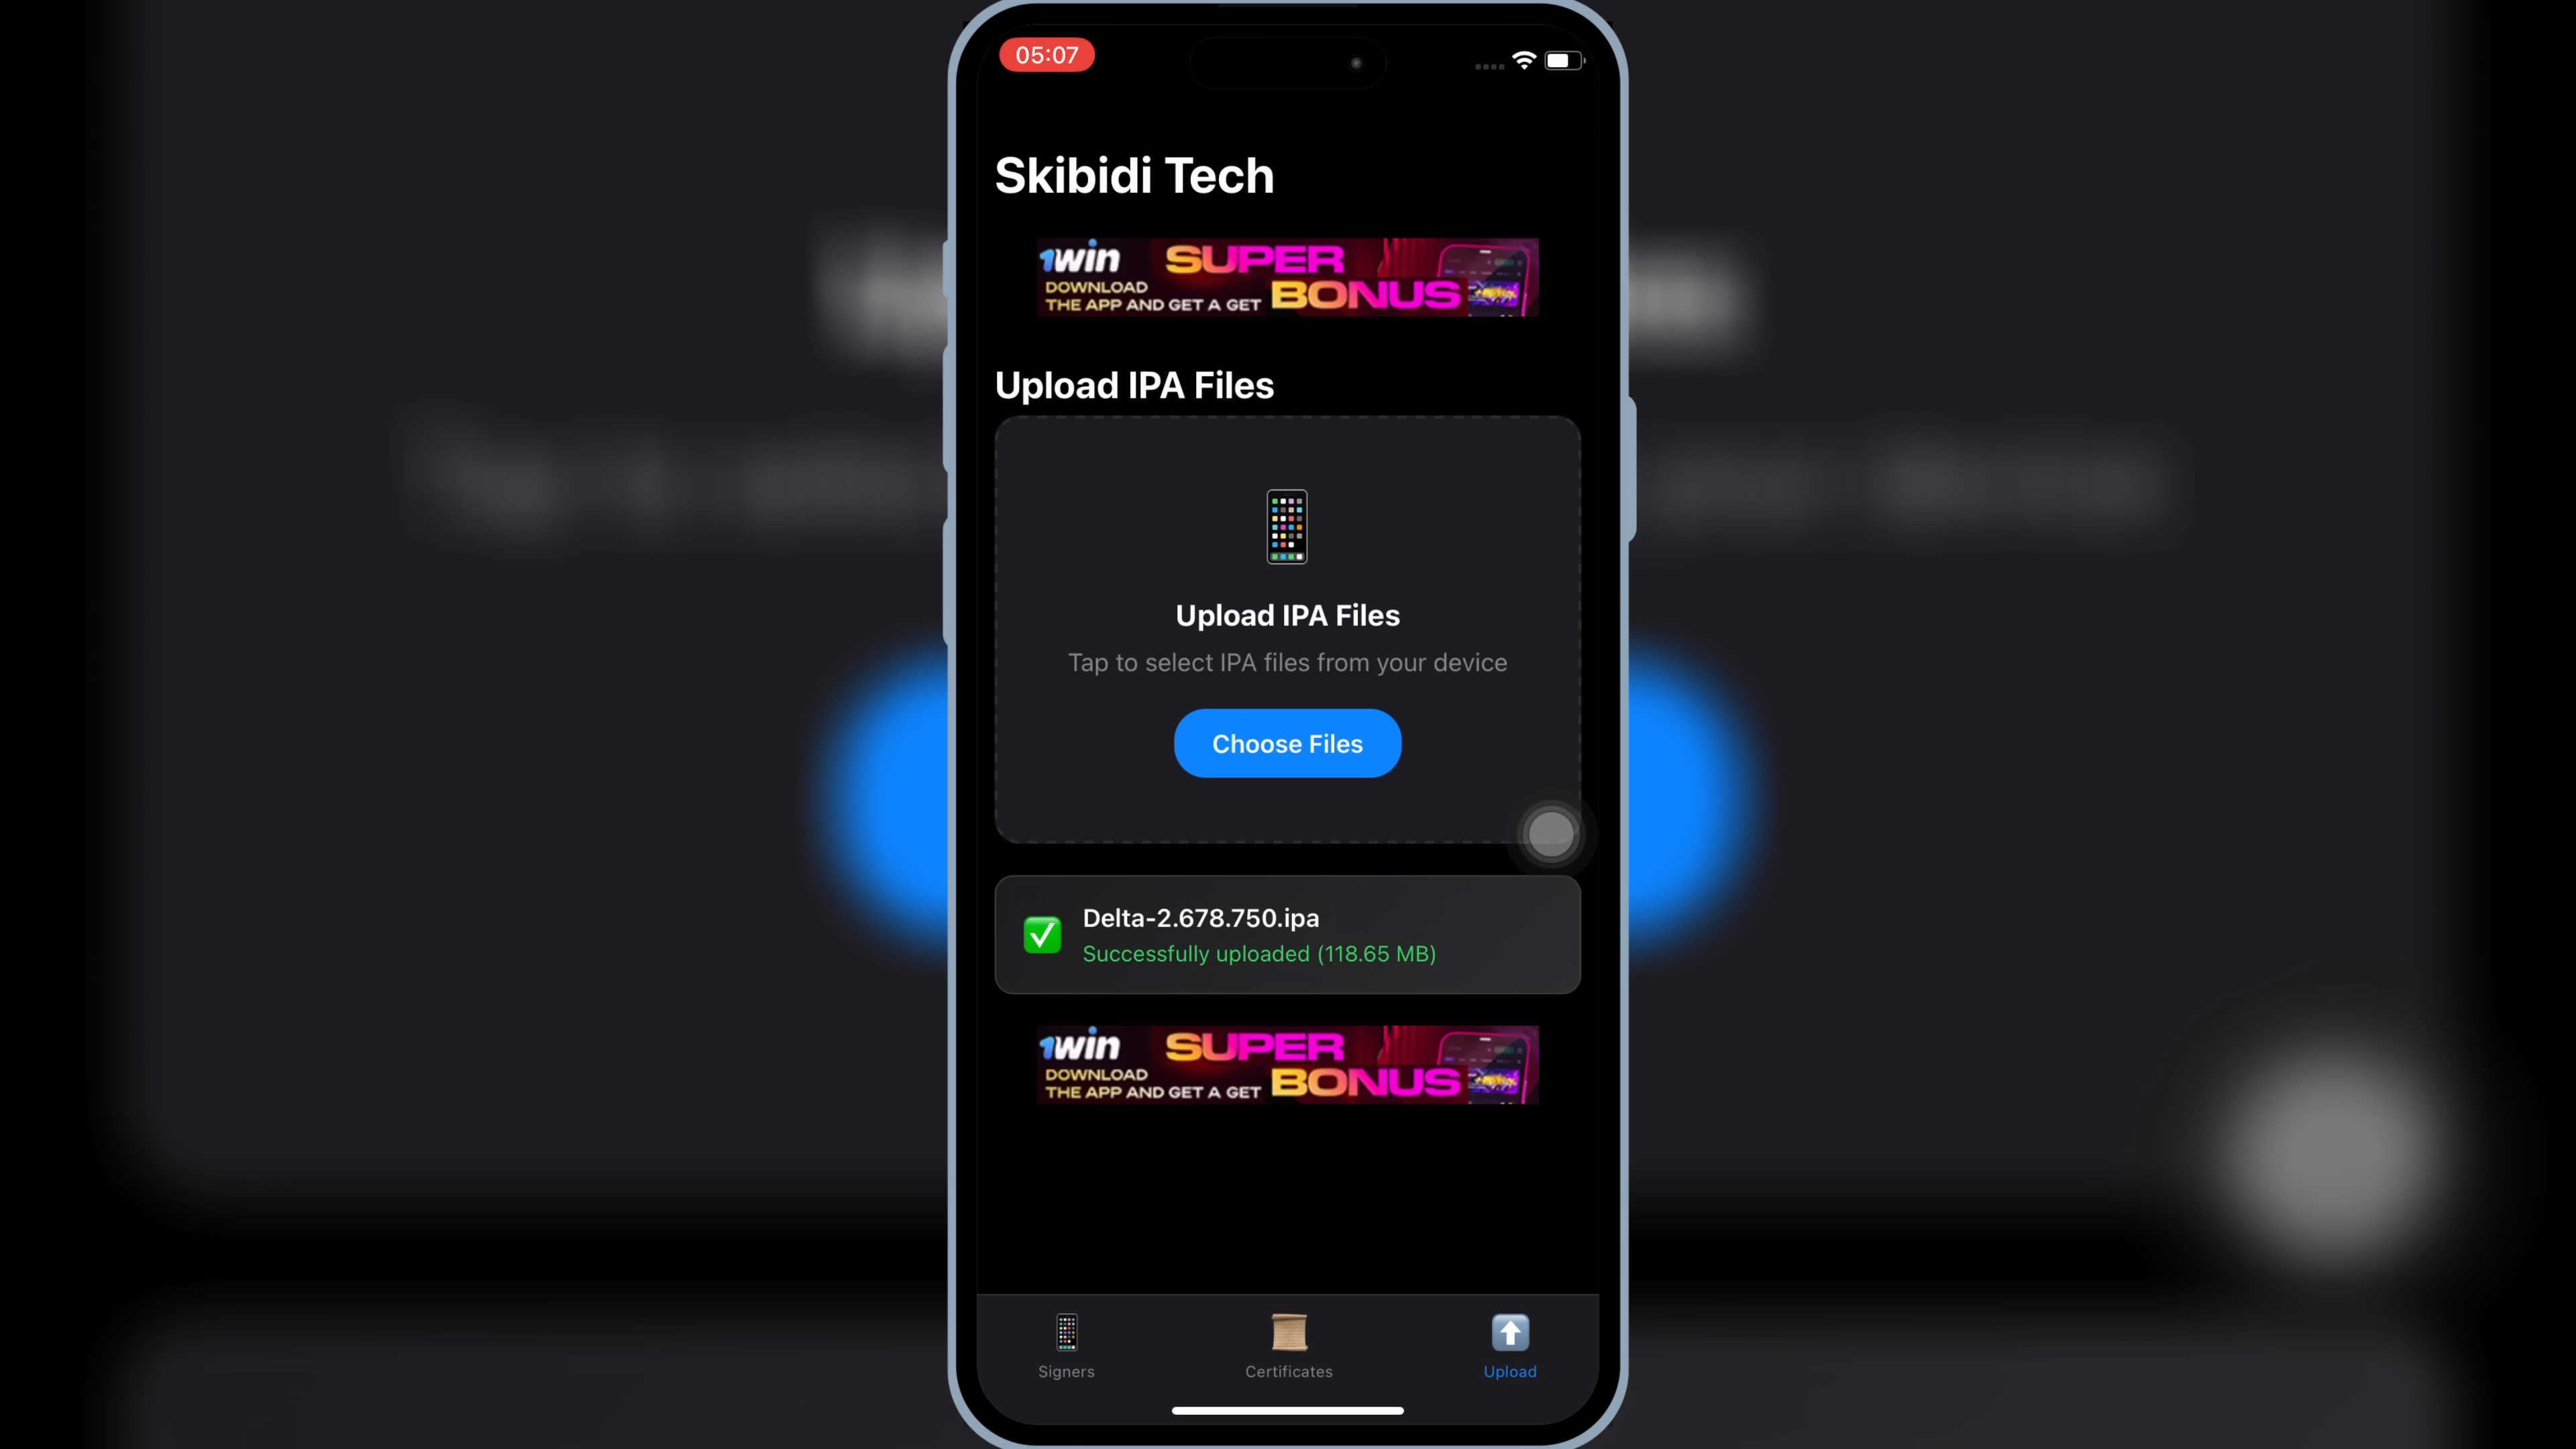 05:07
Skibidi Tech
1win SUPER
DOWNLOAD
THE APP AND GET A GET BONUS
Upload IPA Files
Upload IPA Files
Tap to select IPA files from your device
Choose Files
Delta-2.678.750.ipa
Successfully uploaded (118.65 MB)
1win SUPER
DOWNLOAD
THE APP AND GET A GET BONUS
Signers Certificates Upload